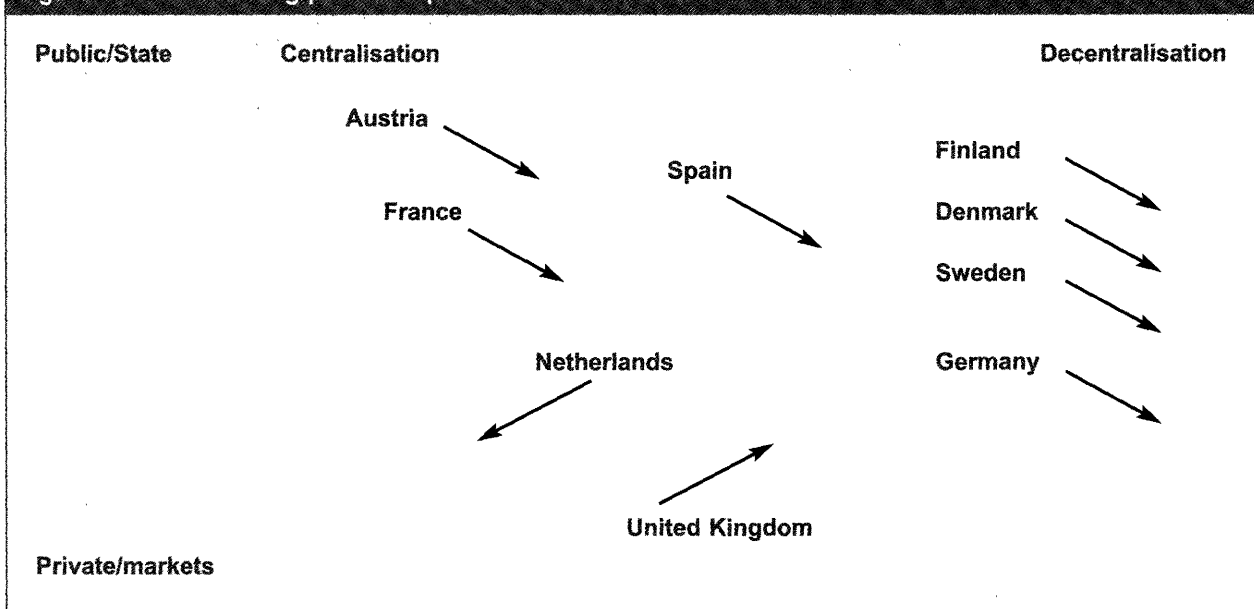 Public/State Centralisation Decentralisation
Austria
Finland
Spain
France Denmark
Sweden
Netherlands Germany
United Kingdom
Private/markets